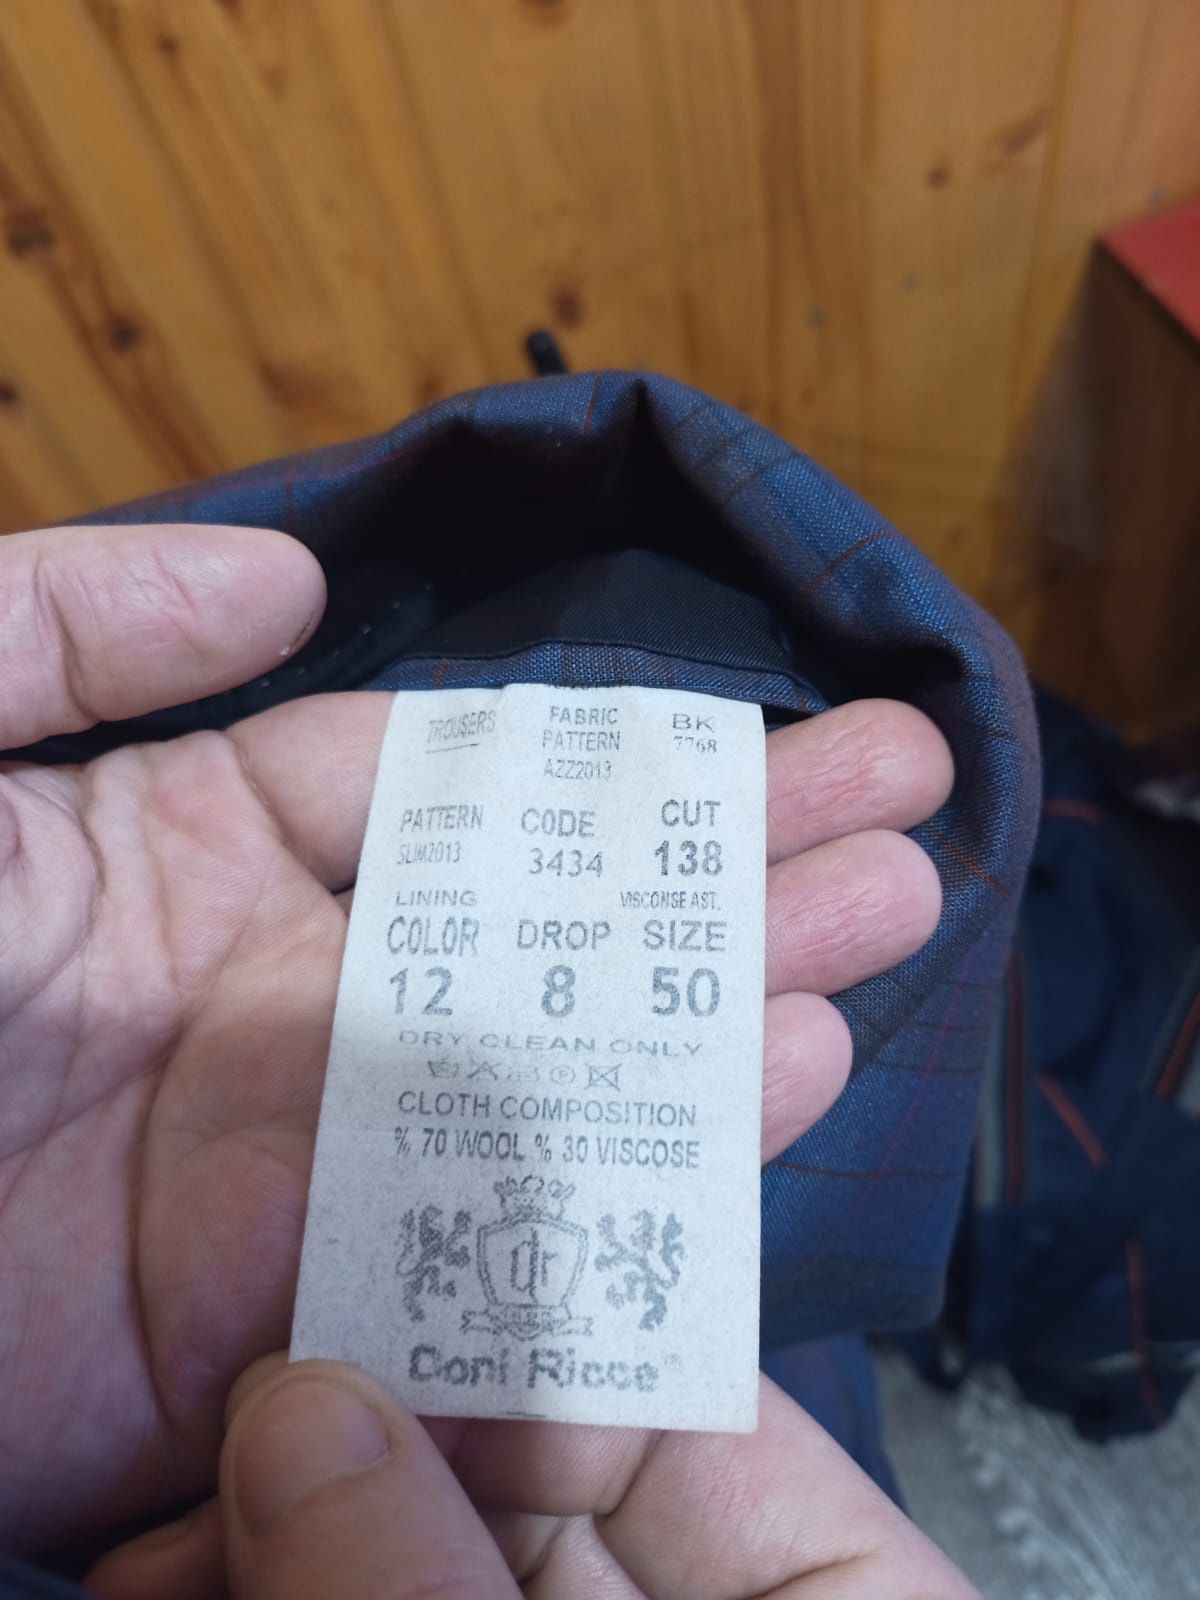 TROUSERS FABRIC PATTERN AZZ2013 BK 7768
PATTERN CODE CUT
SLIM2013 3434 138
LINING VISCONSE AST.
COLOR DROP SIZE
12 8 50
DRY CLEAN ONLY
CLOTH COMPOSITION
% 70 WOOL % 30 VISCOSE
Doni Ricce®